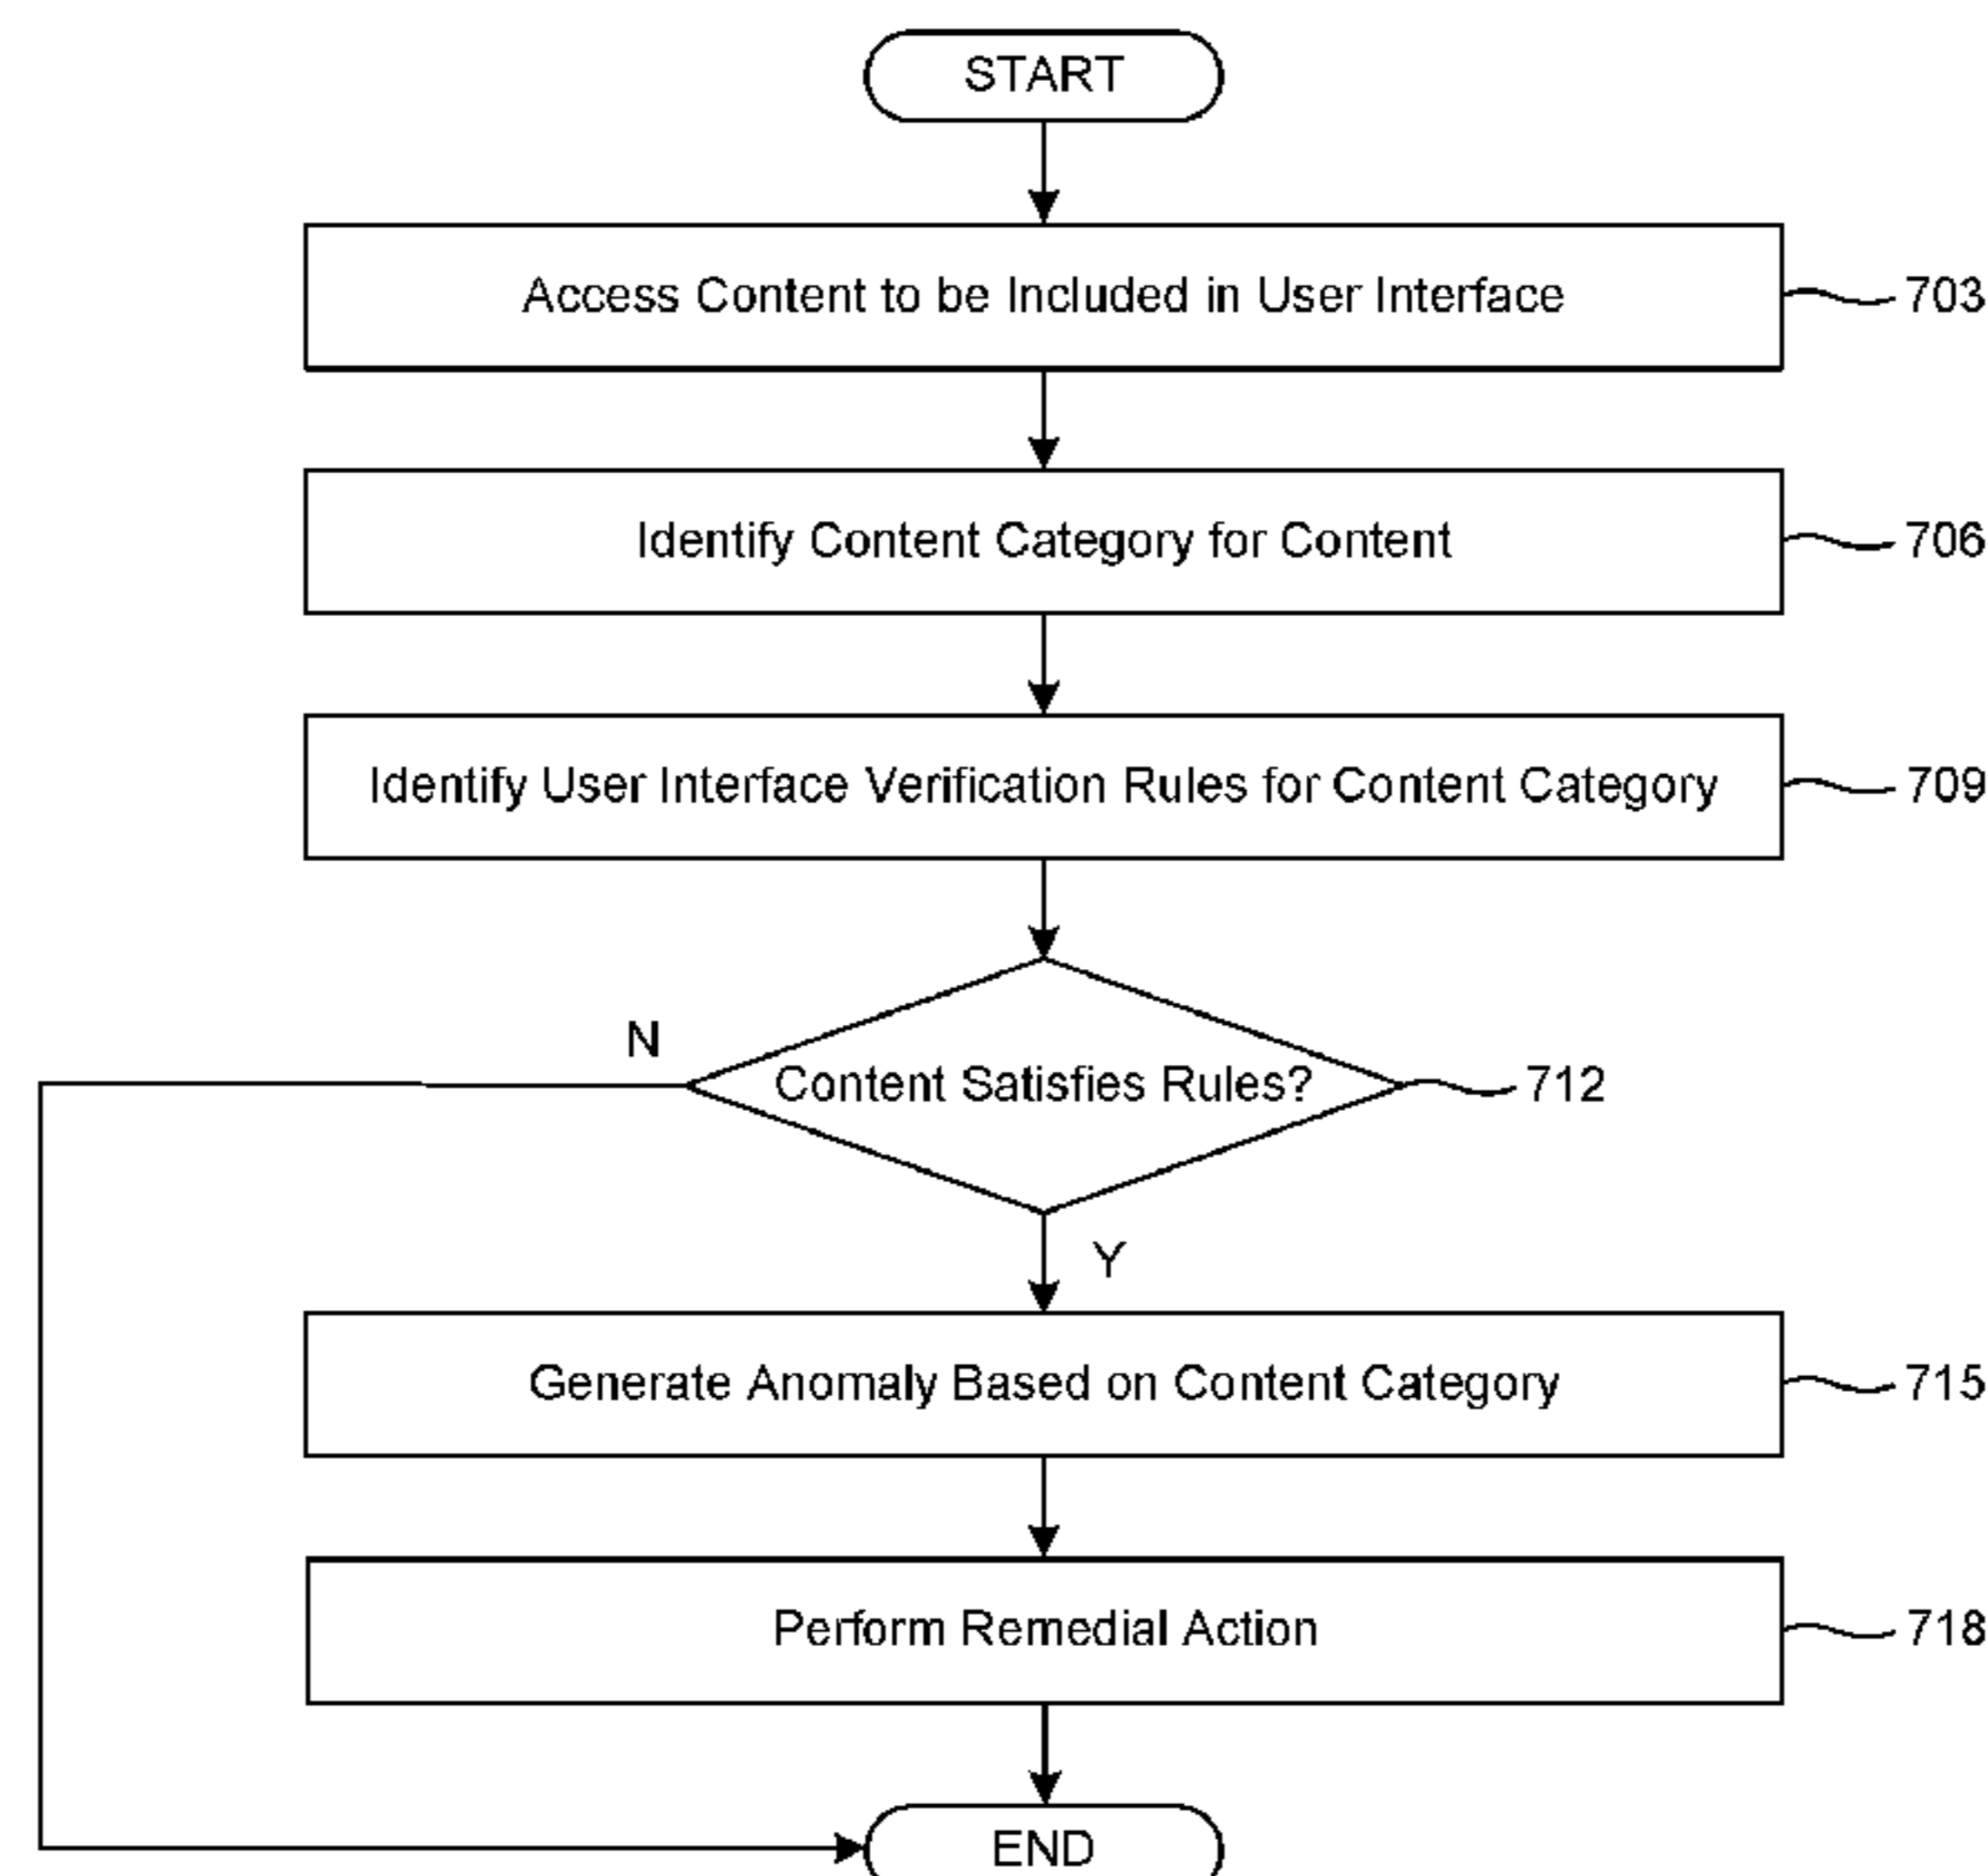 START
Access Content to be Included in User Interface
703
Identify Content Category for Content
706
Identify User Interface Verification Rules for Content Category
709
N
Content Satisfies Rules?
712
Y
Generate Anomaly Based on Content Category
715
Perform Remedial Action
718
END